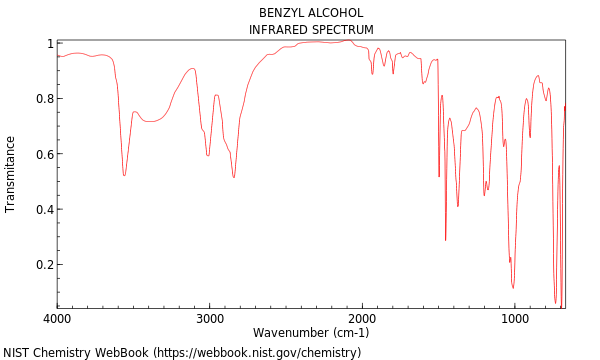 BENZYL ALCOHOL
INFRARED SPECTRUM
1
0.8
0.6
0.4
0.2
Transmitance
4000 3000 2000 1000
Wavenumber (cm-1)
NIST Chemistry WebBook (https://webbook.nist.gov/chemistry)